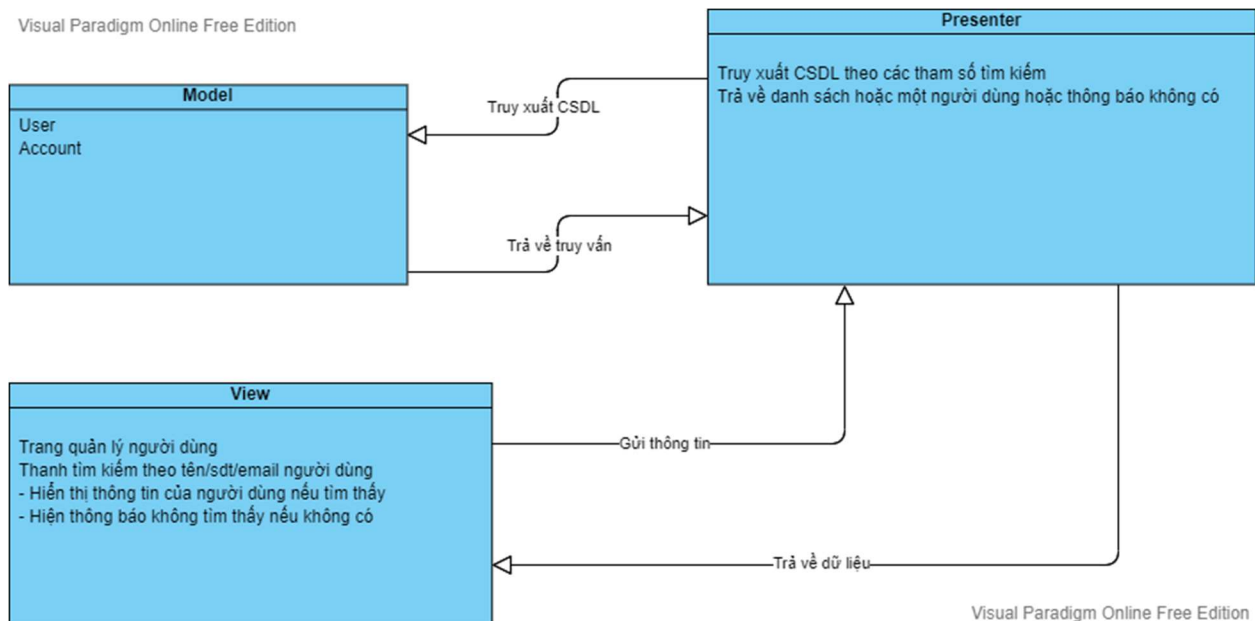 Visual Paradigm Online Free Edition
Presenter
Truy xuất CSDL theo các tham số tìm kiếm
Trả về danh sách hoặc một người dùng hoặc thông báo không có
Model
User
Account
Truy xuất CSDL
Trả về truy vấn
View
Trang quản lý người dùng
Thanh tìm kiếm theo tên/sdt/email người dùng
- Hiển thị thông tin của người dùng nếu tìm thấy
- Hiện thông báo không tìm thấy nếu không có
Gửi thông tin
Trả về dữ liệu
Visual Paradigm Online Free Edition